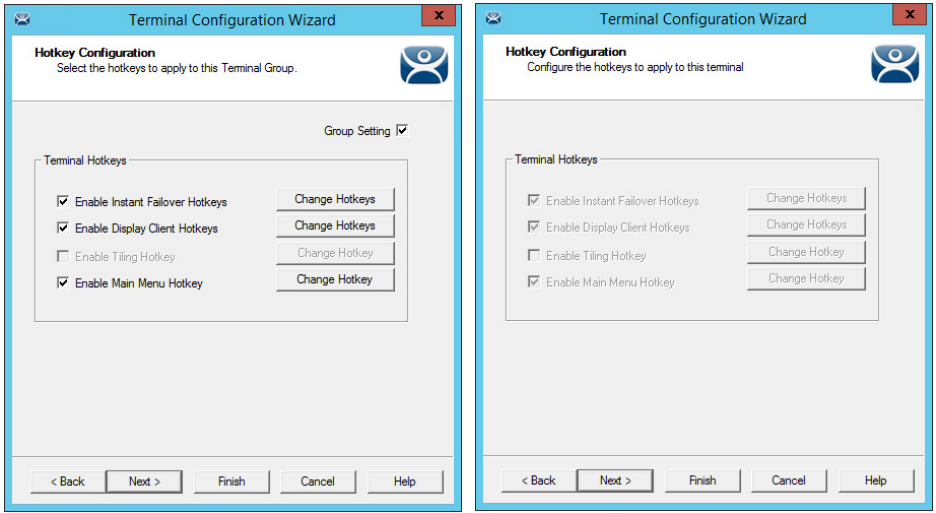 Terminal Configuration Wizard
x
Hotkey Configuration
Select the hotkeys to apply to this Terminal Group.
Group Setting
Terminal Hotkeys
Enable Instant Failover Hotkeys
Change Hotkeys
Enable Display Client Hotkeys
Change Hotkeys
Enable Tiling Hotkey
Change Hotkey
Enable Main Menu Hotkey
Change Hotkey
< Back
Next >
Finish
Cancel
Help
Terminal Configuration Wizard
x
Hotkey Configuration
Configure the hotkeys to apply to this terminal
Terminal Hotkeys
Enable Instant Failover Hotkeys
Change Hotkeys
Enable Display Client Hotkeys
Change Hotkeys
Enable Tiling Hotkey
Change Hotkey
Enable Main Menu Hotkey
Change Hotkey
< Back
Next >
Finish
Cancel
Help